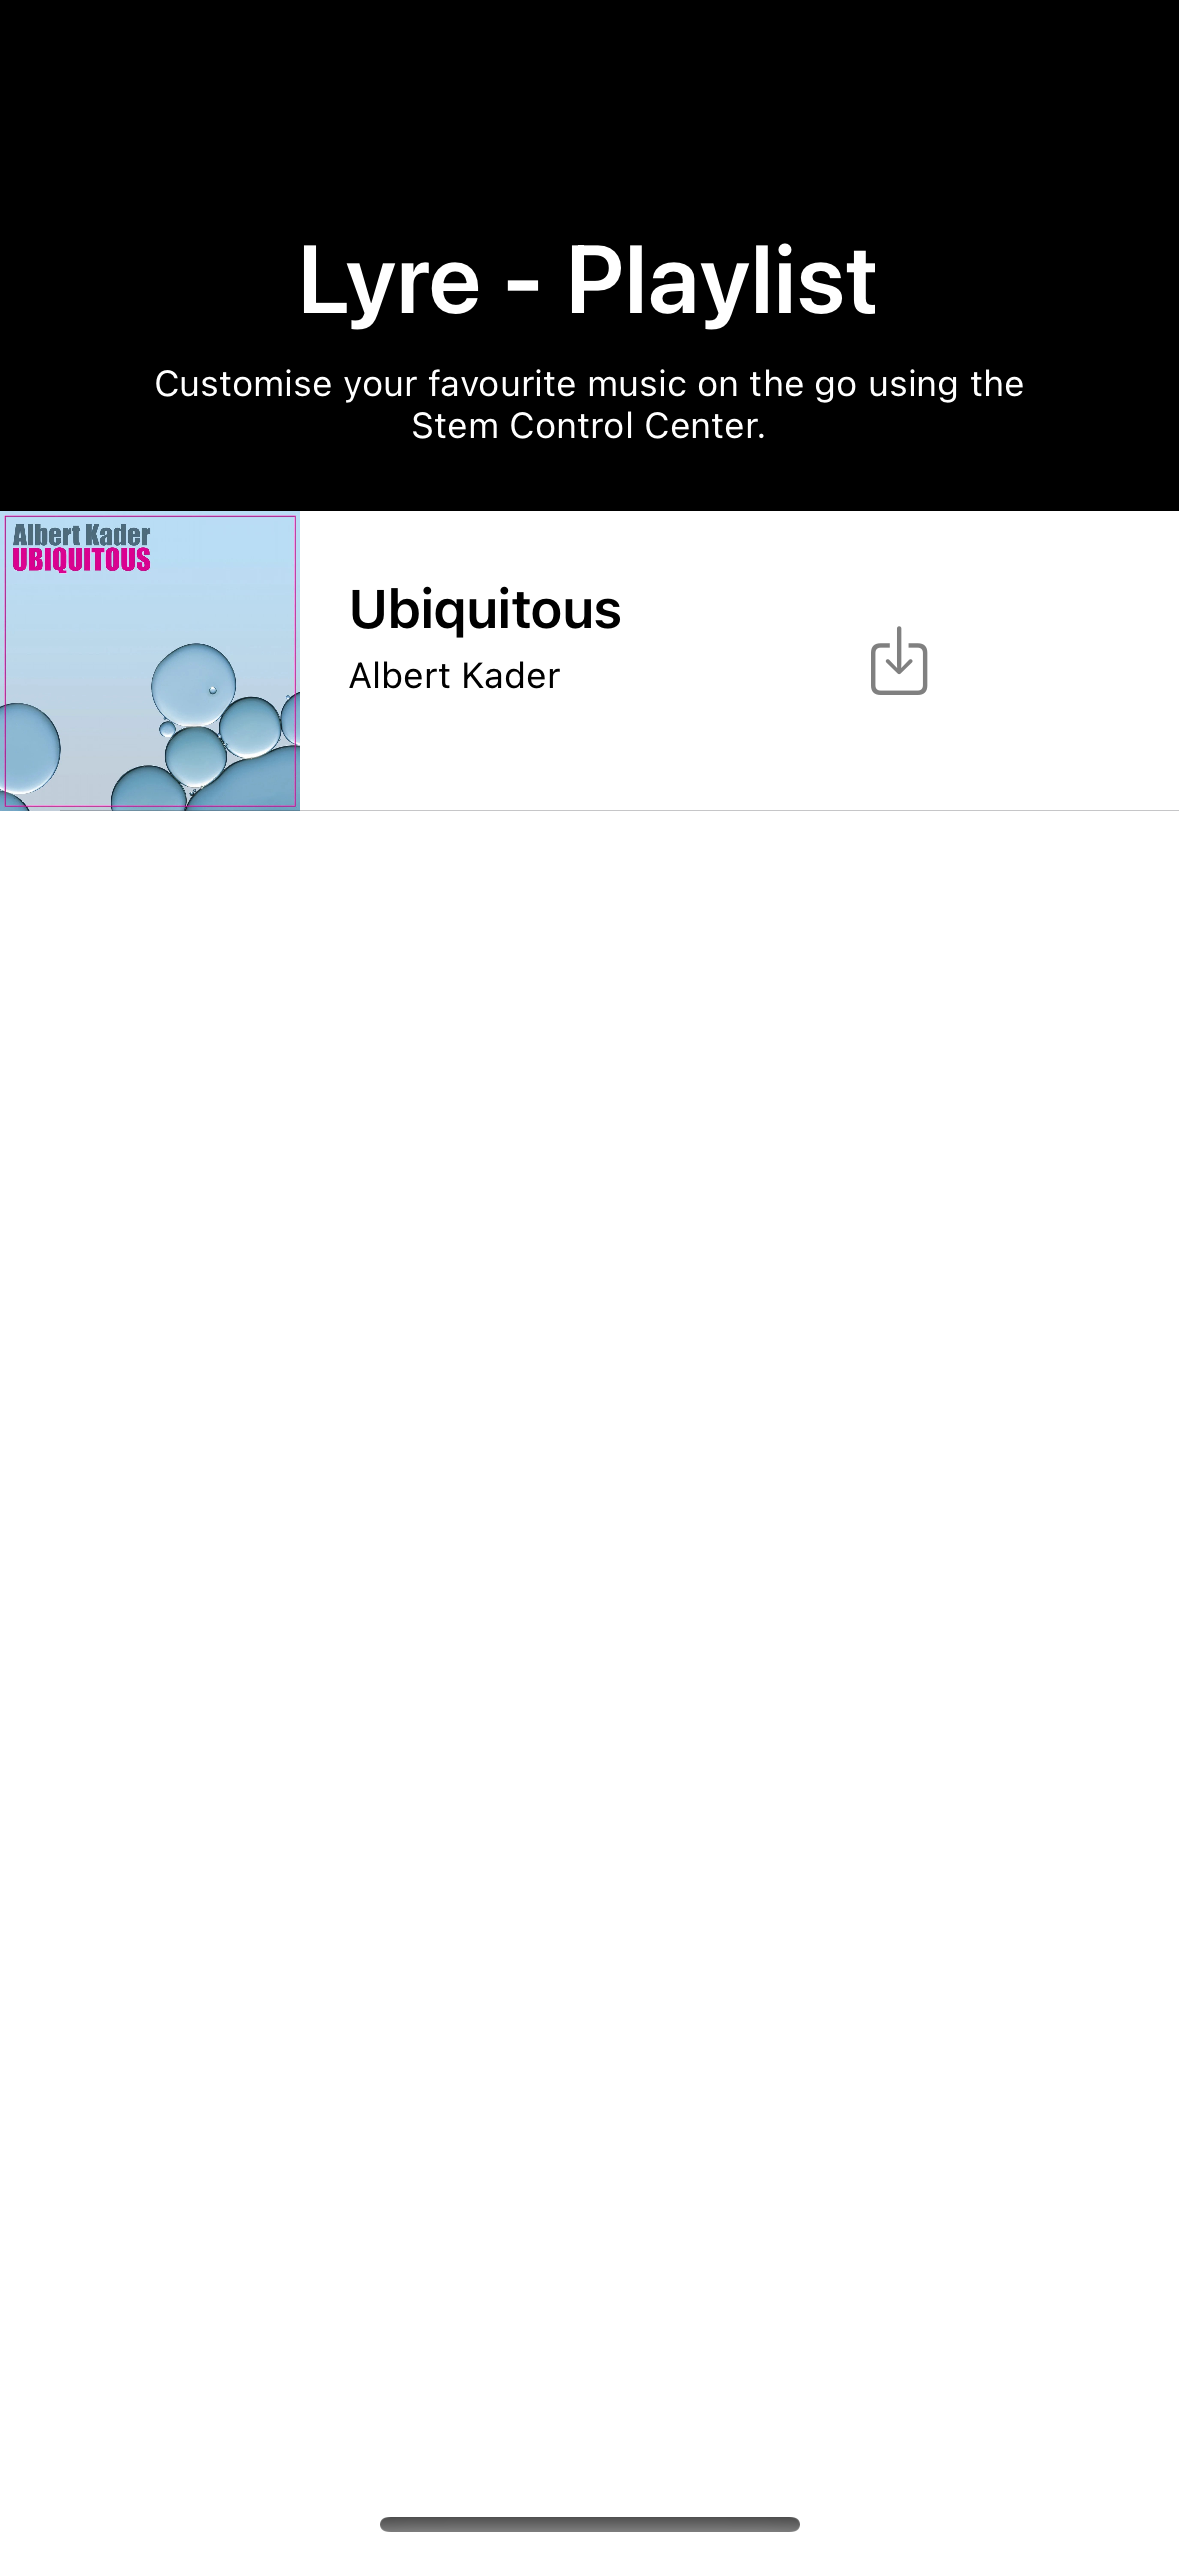 Lyre - Playlist
Customise your favourite music on the go using the
Stem Control Center.
Albert Kader
UBIQUITOUS
Ubiquitous
Albert Kader